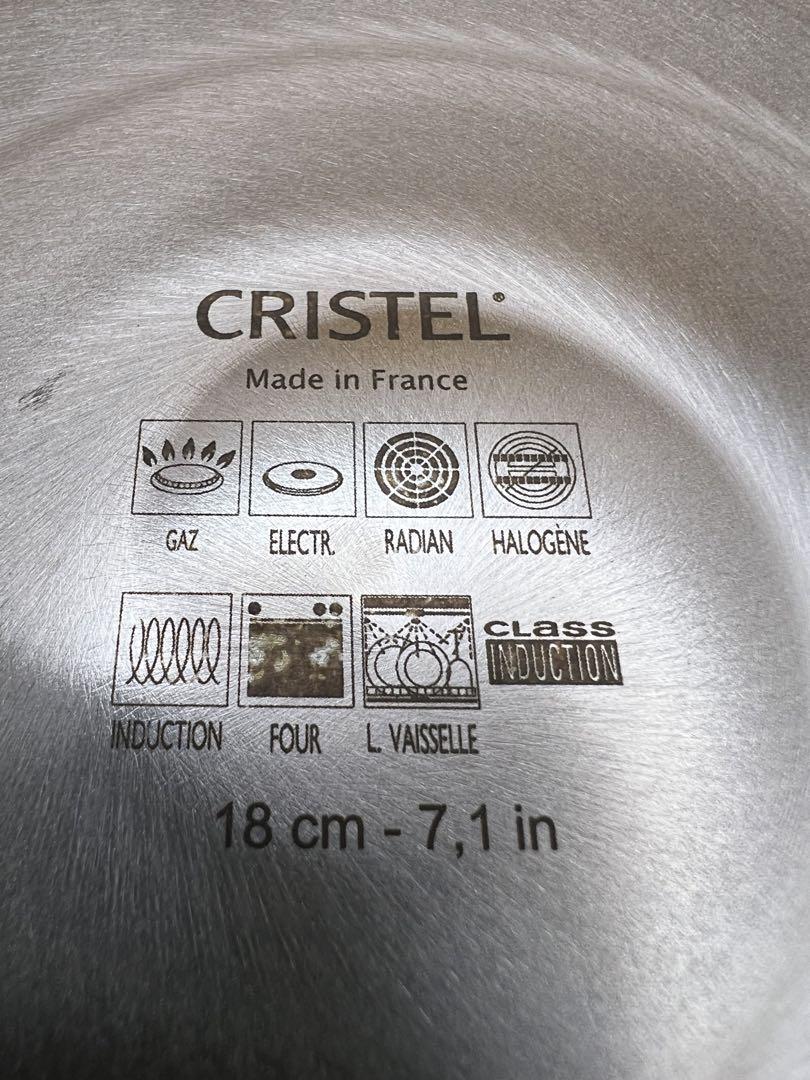 CRISTEL®
Made in France
GAZ ELECTR. RADIAN HALOGÈNE
CLASS
INDUCTION
INDUCTION FOUR L. VAISSELLE
18 cm - 7,1 in